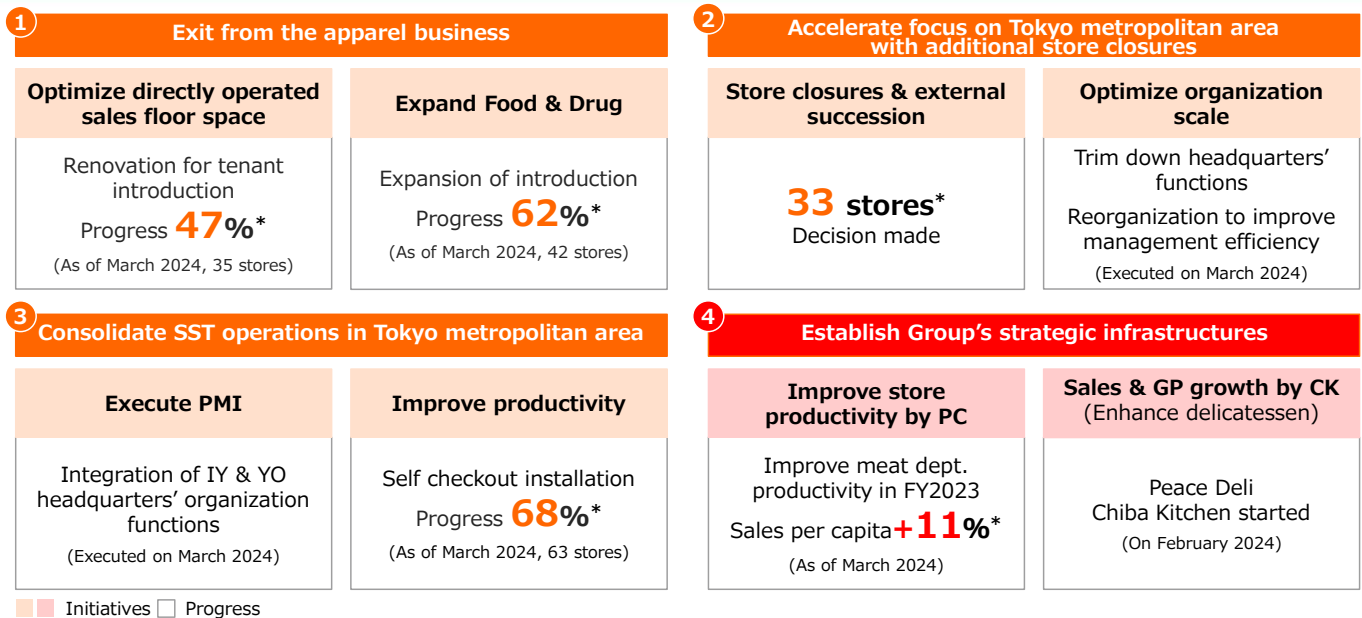 1
Exit from the apparel business
Optimize directly operated
sales floor space
Renovation for tenant
introduction
Progress 47%*
(As of March 2024, 35 stores)
Expand Food & Drug
Expansion of introduction
Progress 62%*
(As of March 2024, 42 stores)
2
Accelerate focus on Tokyo metropolitan area
with additional store closures
Store closures & external
succession
33 stores*
Decision made
Optimize organization
scale
Trim down headquarters’
functions
Reorganization to improve
management efficiency
(Executed on March 2024)
3
Consolidate SST operations in Tokyo metropolitan area
Execute PMI
Integration of IY & YO
headquarters’ organization
functions
(Executed on March 2024)
Improve productivity
Self checkout installation
Progress 68%*
(As of March 2024, 63 stores)
4
Establish Group’s strategic infrastructures
Improve store
productivity by PC
Improve meat dept.
productivity in FY2023
Sales per capita+11%*
(As of March 2024)
Sales & GP growth by CK
(Enhance delicatessen)
Peace Deli
Chiba Kitchen started
(On February 2024)
Initiatives Progress